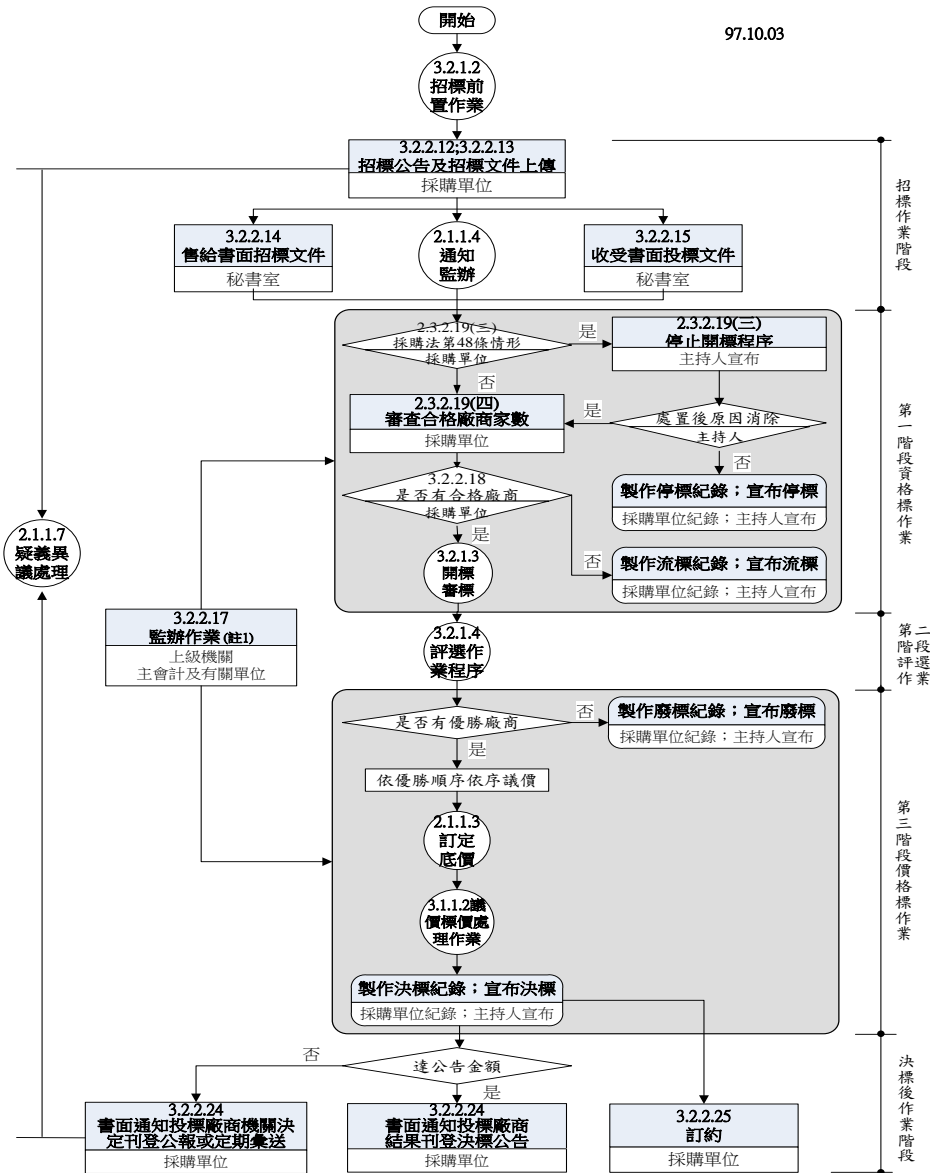 開始
97.10.03
3.2.1.2
招標前
置作業
3.2.2.12;3.2.2.13
招標公告及招標文件上傳
採購單位
招標作業階段
3.2.2.14
售給書面招標文件
秘書室
2.1.1.4
通知
監辦
3.2.2.15
收受書面投標文件
秘書室
2.3.2.19(三)
採購法第48條情形
採購單位
是
否
2.3.2.19(三)
停止開標程序
主持人宣布
2.3.2.19(四)
審查合格廠商家數
採購單位
是
處置後原因消除
主持人
否
第一階段資格標作業
3.2.2.18
是否有合格廠商
採購單位
是
否
製作停標紀錄；宣布停標
採購單位紀錄；主持人宣布
3.2.1.3
開標
審標
製作流標紀錄；宣布流標
採購單位紀錄；主持人宣布
2.1.1.7
疑義異
議處理
3.2.2.17
監辦作業(註1)
上級機關
主會計及有關單位
3.2.1.4
評選作
業程序
第二階段評選作業
是否有優勝廠商
否
是
製作廢標紀錄；宣布廢標
採購單位紀錄；主持人宣布
依優勝順序依序議價
2.1.1.3
訂定
底價
第三階段價格標作業
3.1.1.2議
價標價處
理作業
製作決標紀錄；宣布決標
採購單位紀錄；主持人宣布
否
達公告金額
是
決標後作業階段
3.2.2.24
書面通知投標廠商機關決
定刊登公報或定期彙送
採購單位
3.2.2.24
書面通知投標廠商
結果刊登決標公告
採購單位
3.2.2.25
訂約
採購單位